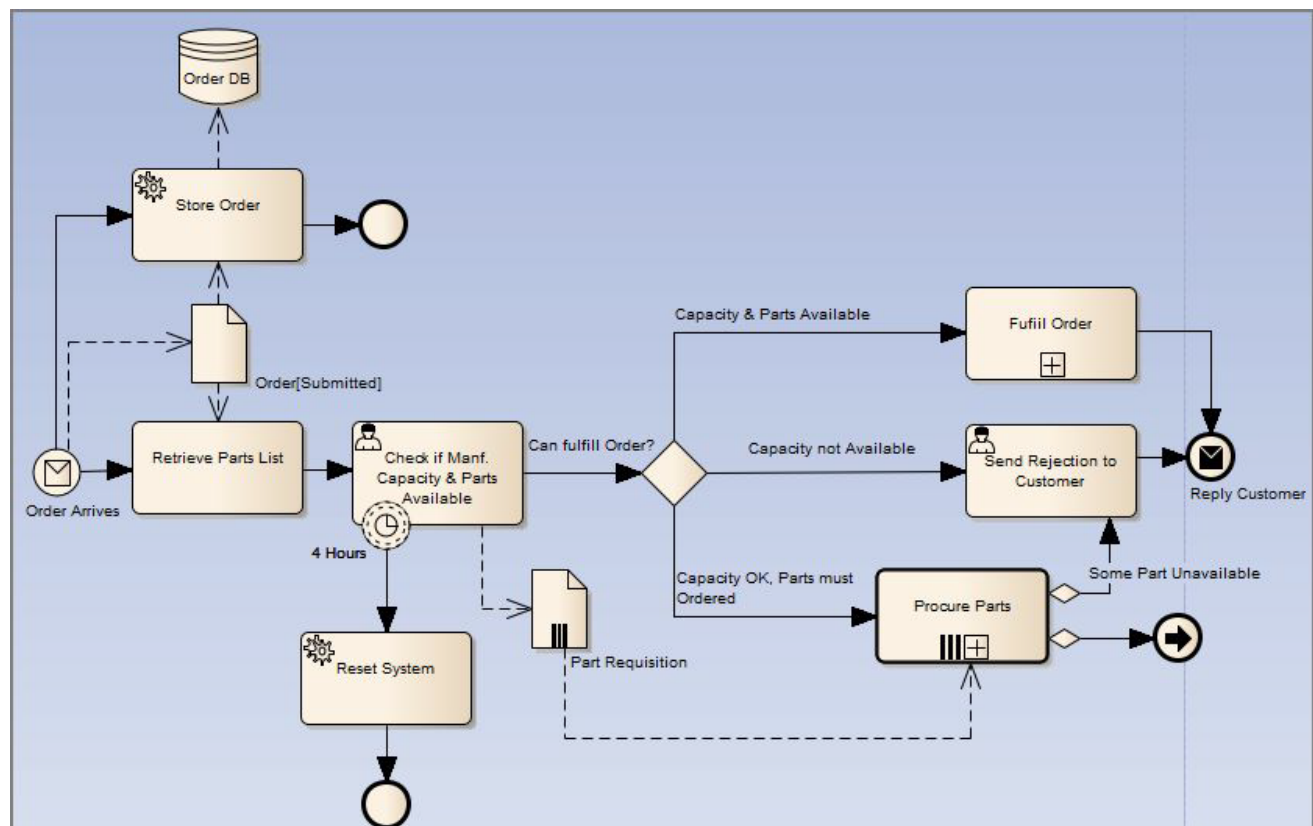 Order DB
Store Order
Order[Submitted]
Order Arrives
Retrieve Parts List
Check if Manf.
Capacity & Parts
Available
4 Hours
Can fulfill Order?
Capacity & Parts Available
Fufiil Order
Capacity not Available
Send Rejection to
Customer
Reply Customer
Capacity OK, Parts must
Ordered
Procure Parts
Some Part Unavailable
Part Requisition
Reset System